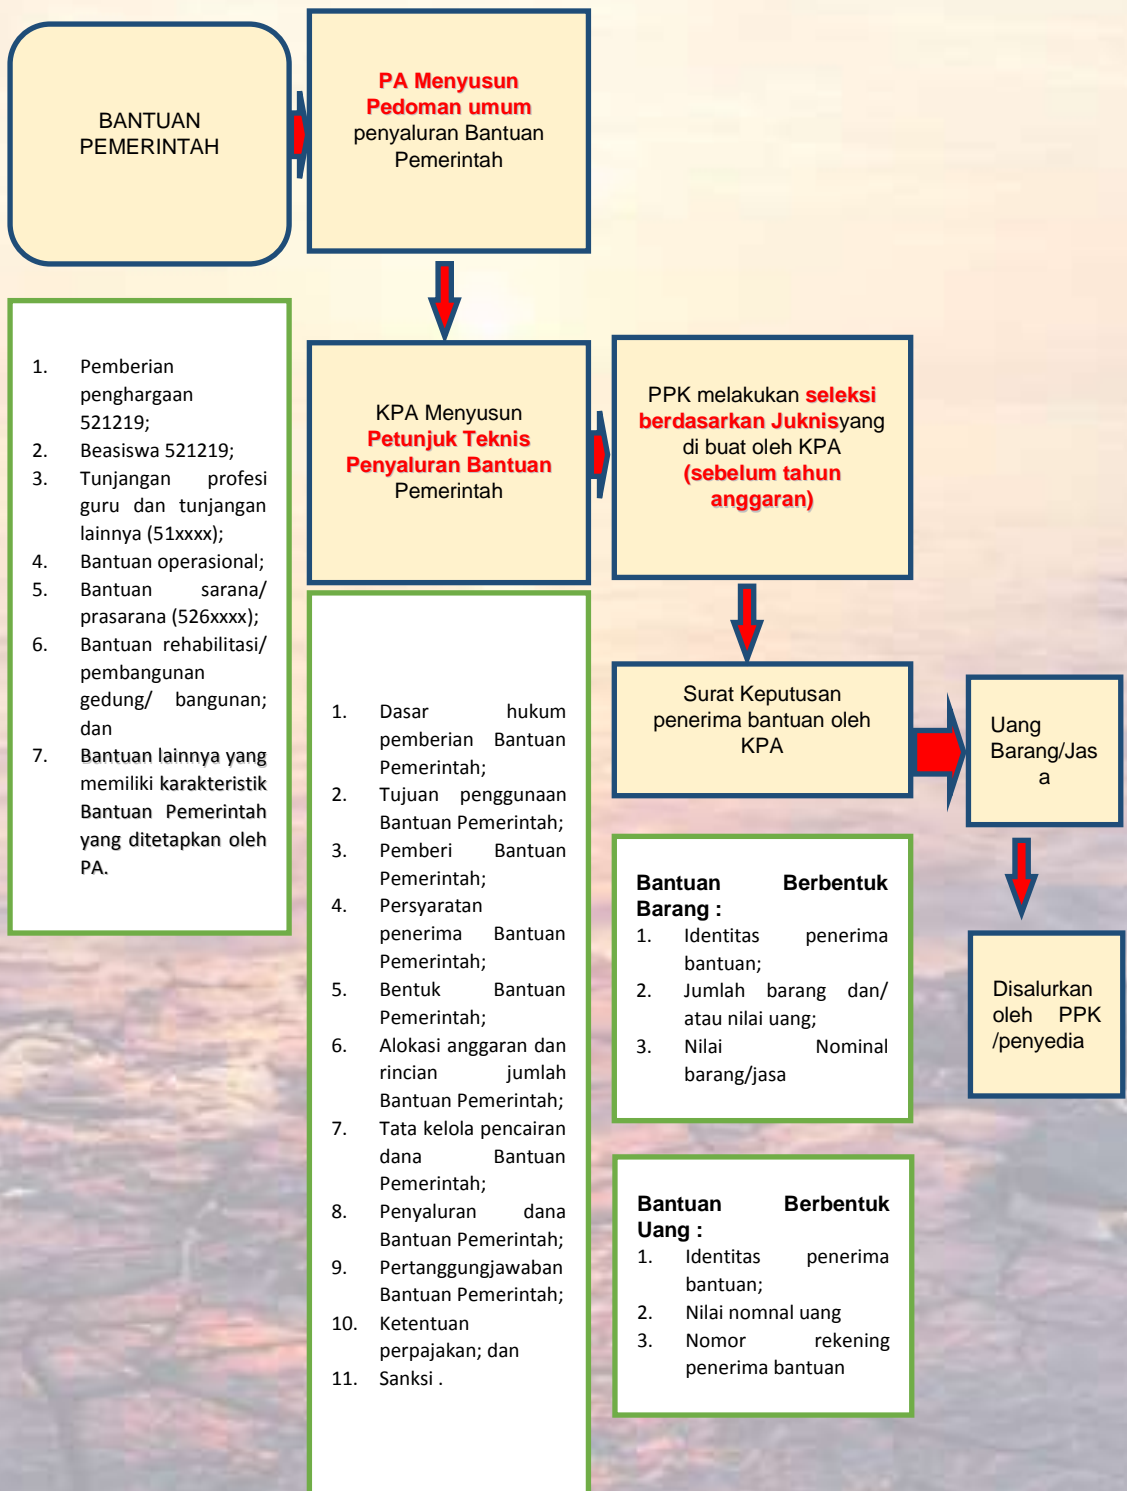 BANTUAN
PEMERINTAH
PA Menyusun
Pedoman umum
penyaluran Bantuan
Pemerintah
1. Pemberian
penghargaan
521219;
2. Beasiswa 521219;
3. Tunjangan profesi
guru dan tunjangan
lainnya (51xxxx);
4. Bantuan operasional;
5. Bantuan sarana/
prasarana (526xxxx);
6. Bantuan rehabilitasi/
pembangunan
gedung/ bangunan;
dan
7. Bantuan lainnya yang
memiliki karakteristik
Bantuan Pemerintah
yang ditetapkan oleh
PA.
KPA Menyusun
Petunjuk Teknis
Penyaluran Bantuan
Pemerintah
PPK melakukan seleksi
berdasarkan Juknisyang
di buat oleh KPA
(sebelum tahun
anggaran)
1. Dasar hukum
pemberian Bantuan
Pemerintah;
2. Tujuan penggunaan
Bantuan Pemerintah;
3. Pemberi Bantuan
Pemerintah;
4. Persyaratan
penerima Bantuan
Pemerintah;
5. Bentuk Bantuan
Pemerintah;
6. Alokasi anggaran dan
rincian jumlah
Bantuan Pemerintah;
7. Tata kelola pencairan
dana Bantuan
Pemerintah;
8. Penyaluran dana
Bantuan Pemerintah;
9. Pertanggungjawaban
Bantuan Pemerintah;
10. Ketentuan
perpajakan; dan
11. Sanksi .
Surat Keputusan
penerima bantuan oleh
KPA
Uang
Barang/Jas
a
Bantuan Berbentuk
Barang :
1. Identitas penerima
bantuan;
2. Jumlah barang dan/
atau nilai uang;
3. Nilai Nominal
barang/jasa
Disalurkan
oleh PPK
/penyedia
Bantuan Berbentuk
Uang :
1. Identitas penerima
bantuan;
2. Nilai nomnal uang
3. Nomor rekening
penerima bantuan